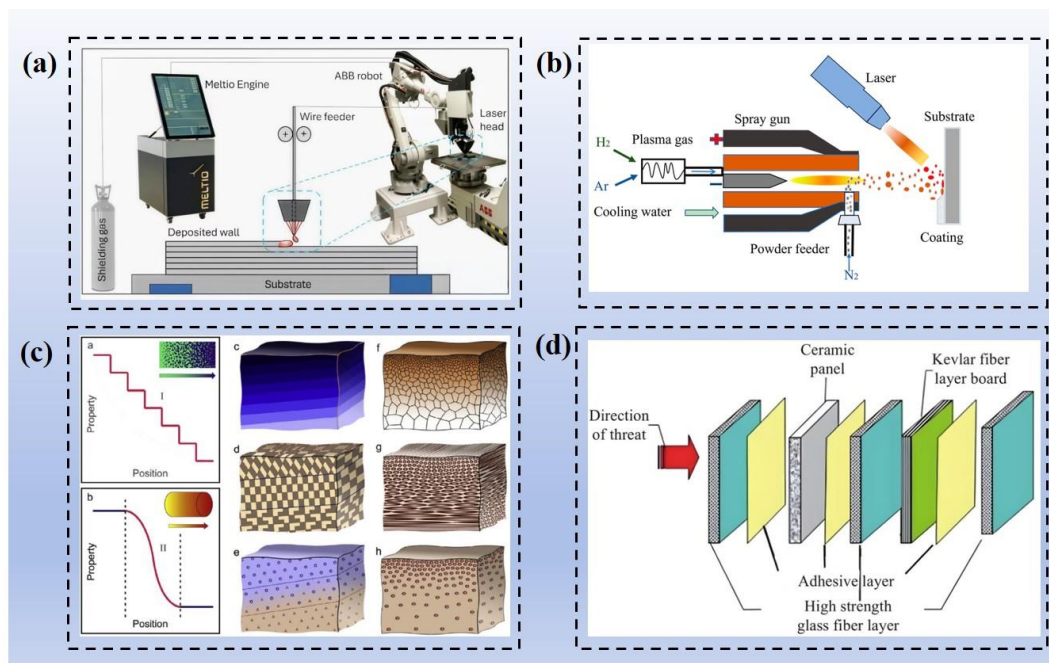 (a)
Meltio Engine
ABB robot
Wire feeder
Laser
head
Shielding gas
MELTIO
Deposited wall
Substrate
ABB
(b)
Laser
Spray gun
Substrate
Plasma gas
H₂
Ar
Cooling water
Powder feeder
Coating
N₂
(c)
a
Property
I
Position
b
Property
II
Position
c
d
e
f
g
h
(d)
Ceramic
panel
Kevlar fiber
layer board
Direction
of threat
Adhesive layer
High strength
glass fiber layer